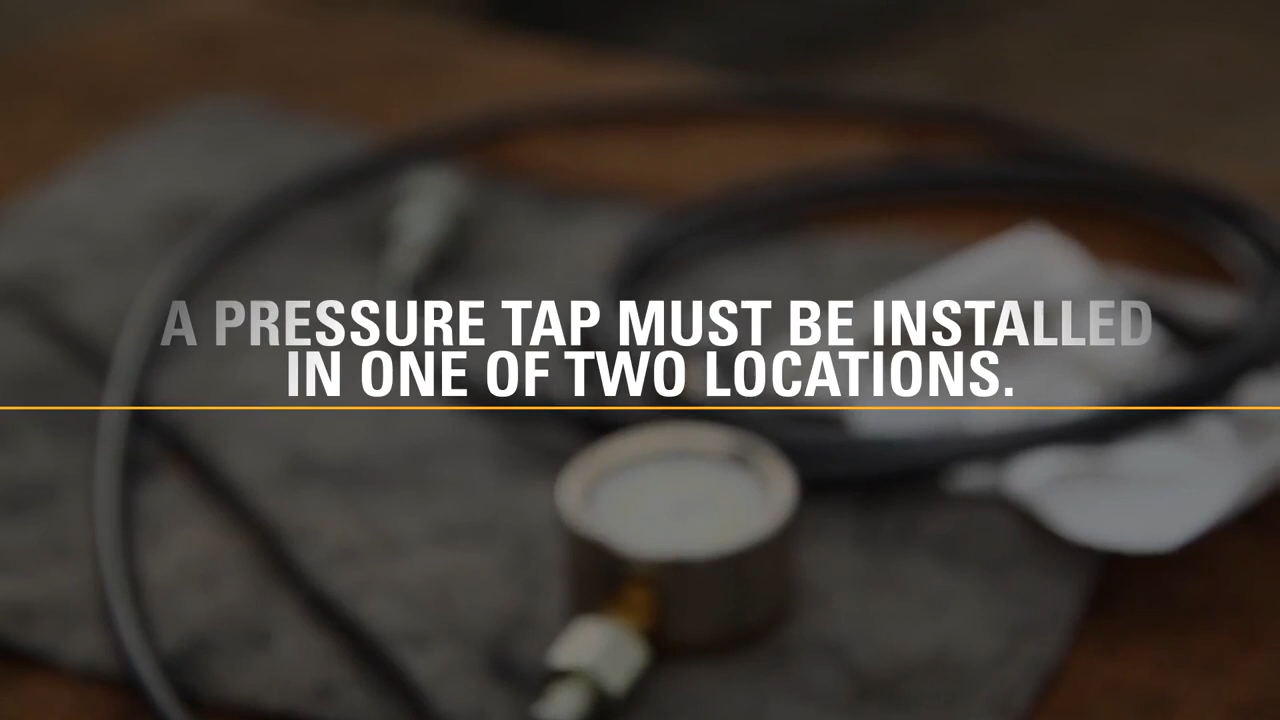 A PRESSURE TAP MUST BE INSTALLED
IN ONE OF TWO LOCATIONS.